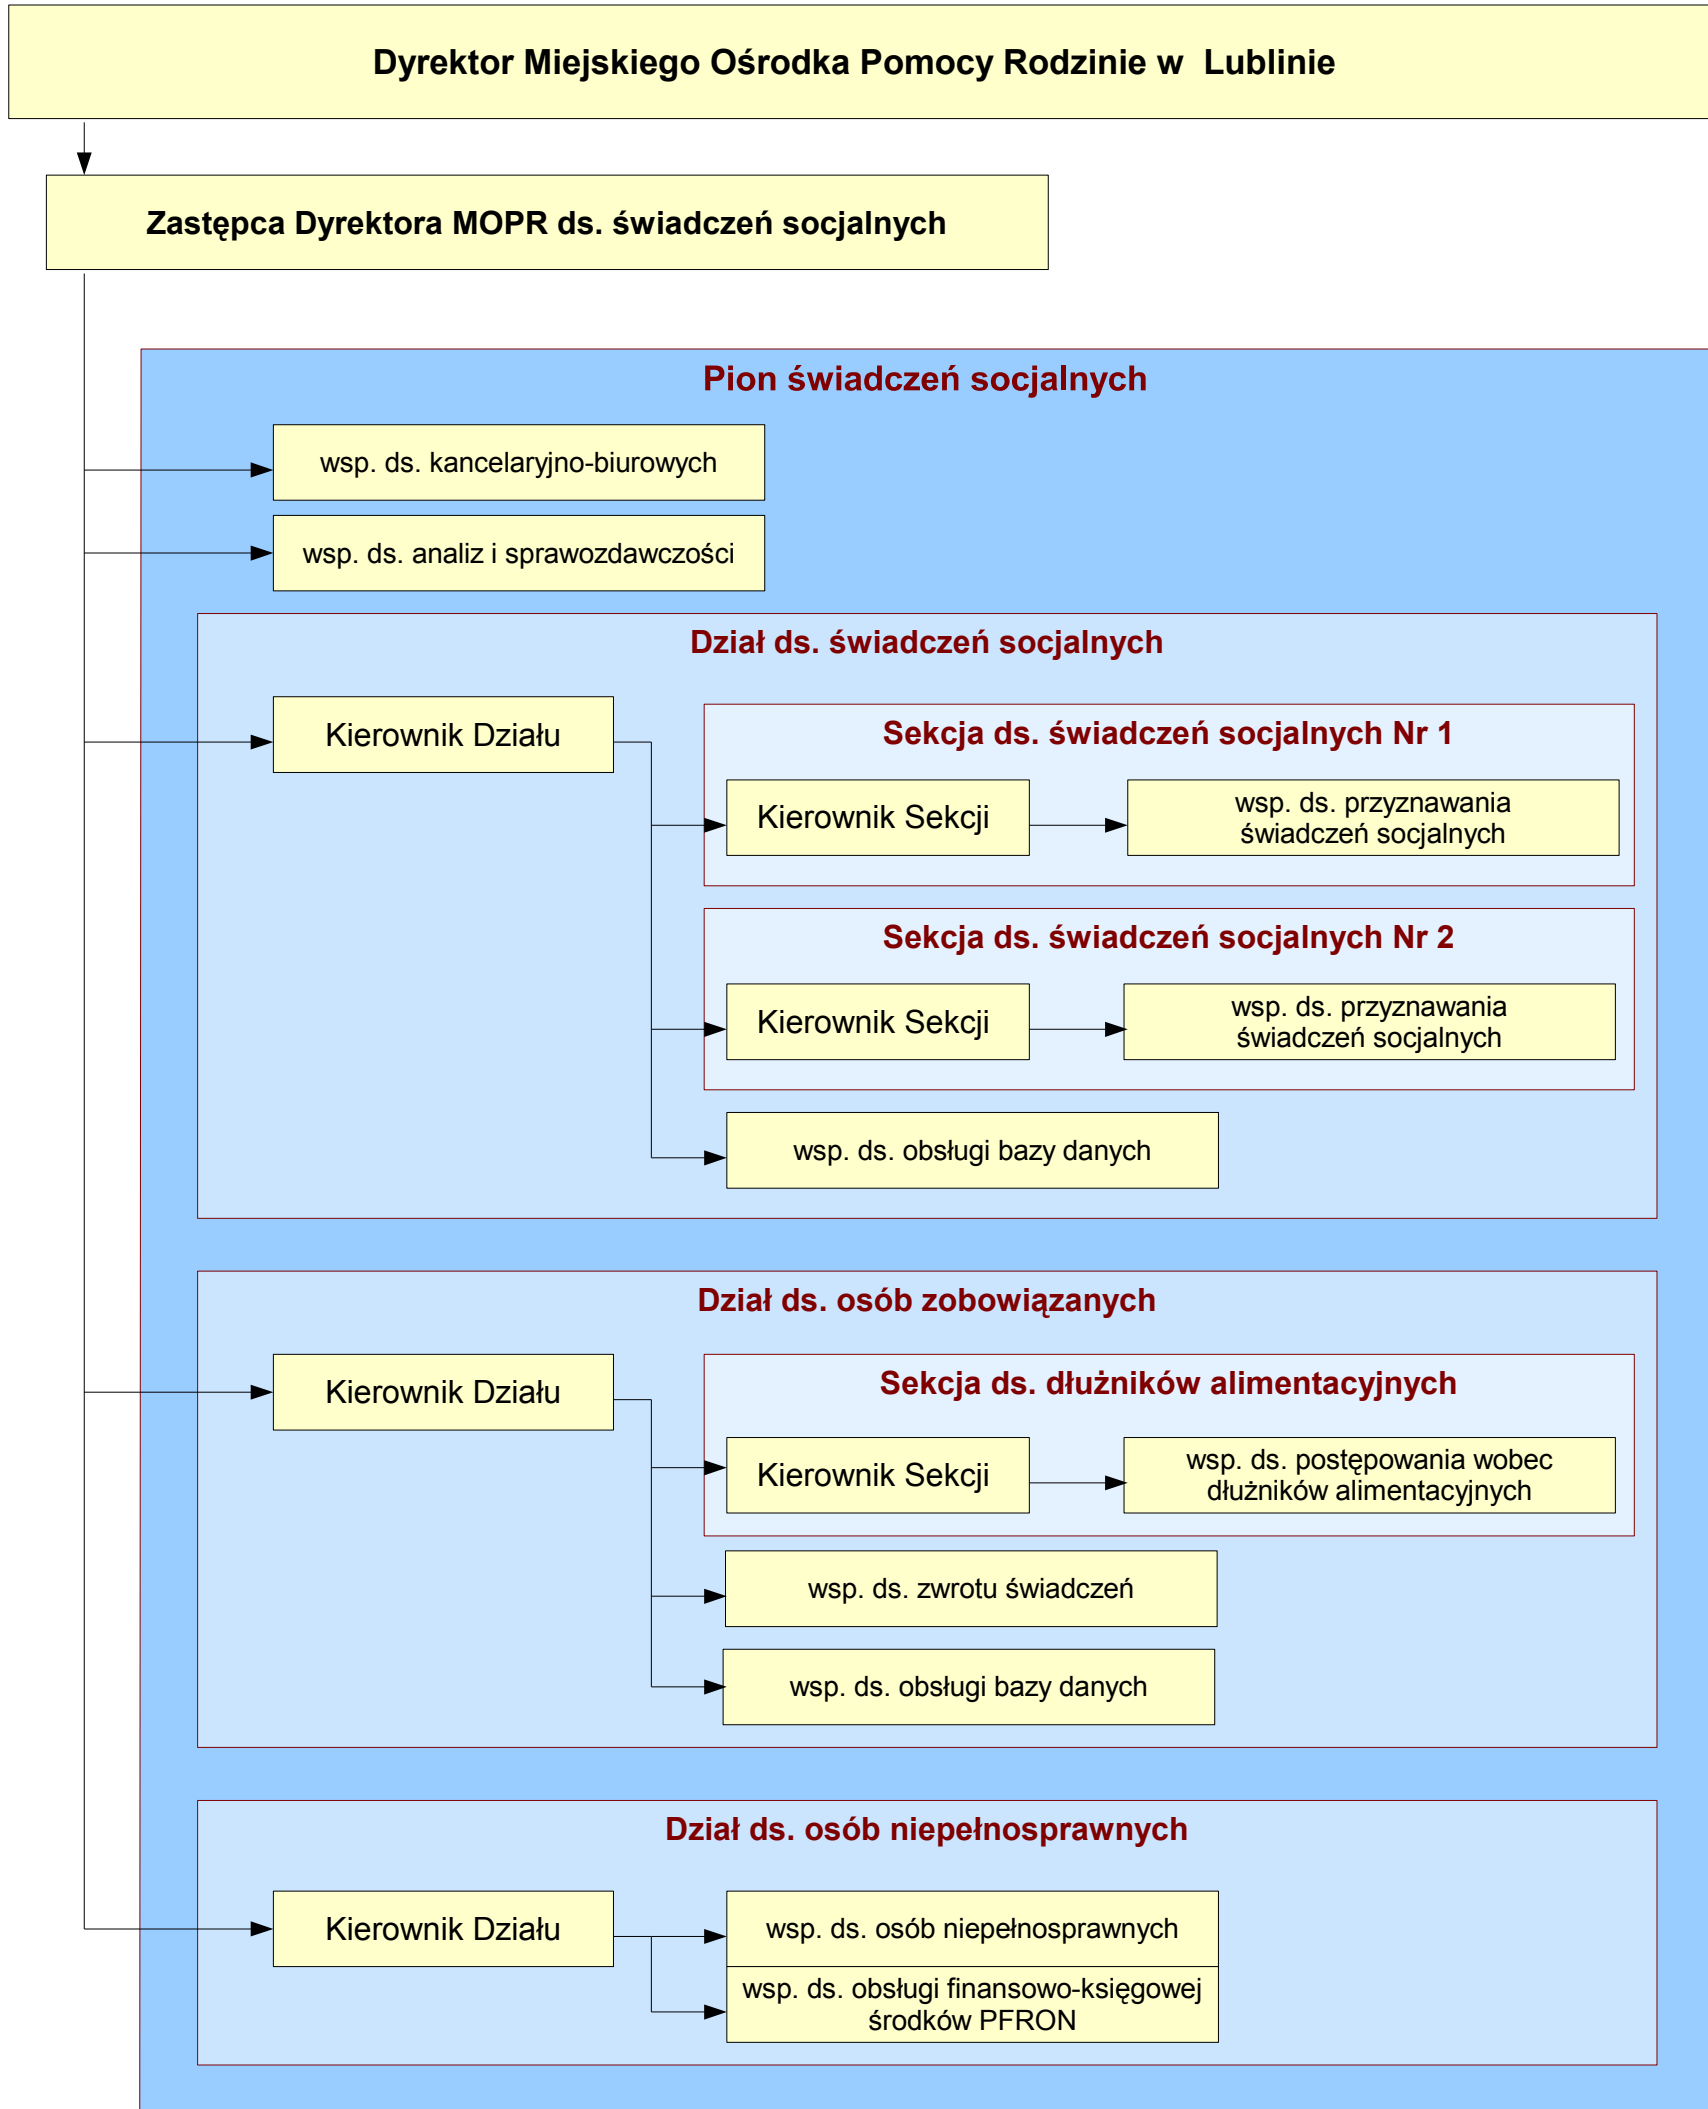 Dyrektor Miejskiego Ośrodka Pomocy Rodzinie w Lublinie
Zastępca Dyrektora MOPR ds. świadczeń socjalnych
Pion świadczeń socjalnych
wsp. ds. kancelaryjno-biurowych
wsp. ds. analiz i sprawozdawczości
Dział ds. świadczeń socjalnych
Kierownik Działu
Sekcja ds. świadczeń socjalnych Nr 1
Kierownik Sekcji
wsp. ds. przyznawania
świadczeń socjalnych
Sekcja ds. świadczeń socjalnych Nr 2
Kierownik Sekcji
wsp. ds. przyznawania
świadczeń socjalnych
wsp. ds. obsługi bazy danych
Dział ds. osób zobowiązanych
Kierownik Działu
Sekcja ds. dłużników alimentacyjnych
Kierownik Sekcji
wsp. ds. postępowania wobec
dłużników alimentacyjnych
wsp. ds. zwrotu świadczeń
wsp. ds. obsługi bazy danych
Dział ds. osób niepełnosprawnych
Kierownik Działu
wsp. ds. osób niepełnosprawnych
wsp. ds. obsługi finansowo-księgowej
środków PFRON